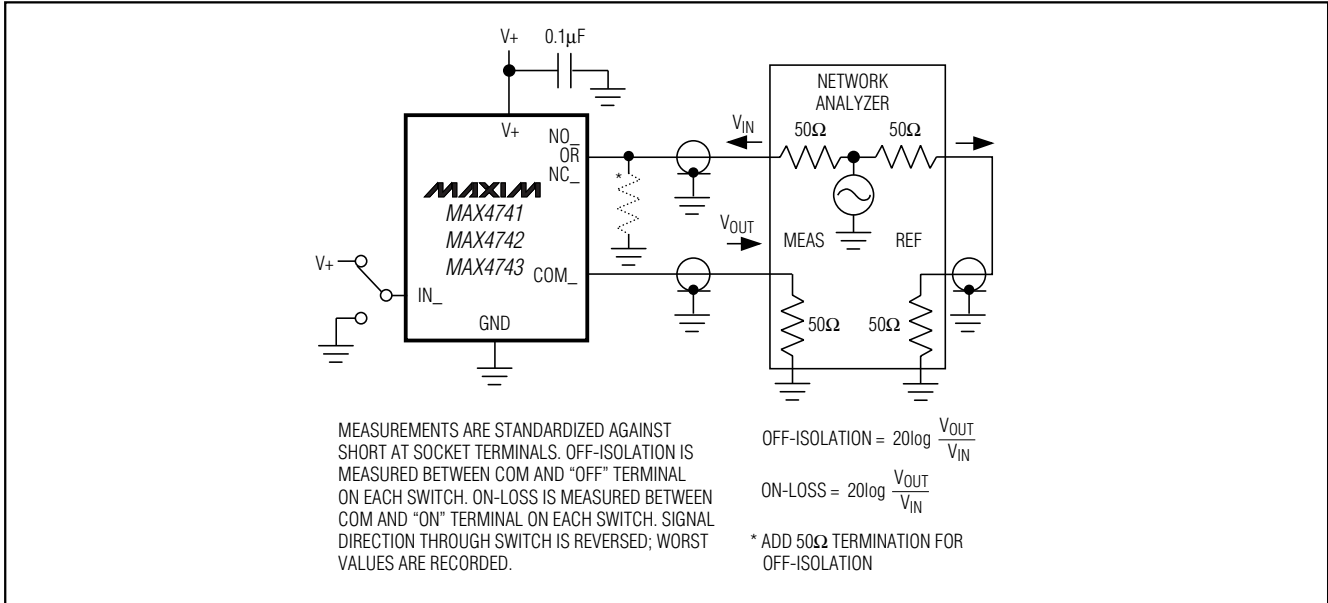 V+ 0.1µF
NETWORK
ANALYZER
V+
NO_
OR
NC_
VIN
50Ω 50Ω
*
MAXIM
MAX4741
MAX4742
MAX4743
VOUT
MEAS REF
COM_
V+
IN_
GND
50Ω 50Ω
MEASUREMENTS ARE STANDARDIZED AGAINST
SHORT AT SOCKET TERMINALS. OFF-ISOLATION IS
MEASURED BETWEEN COM AND “OFF” TERMINAL
ON EACH SWITCH. ON-LOSS IS MEASURED BETWEEN
COM AND “ON” TERMINAL ON EACH SWITCH. SIGNAL
DIRECTION THROUGH SWITCH IS REVERSED; WORST
VALUES ARE RECORDED.
OFF-ISOLATION = 20log VOUT
VIN
ON-LOSS = 20log VOUT
VIN
* ADD 50Ω TERMINATION FOR
OFF-ISOLATION